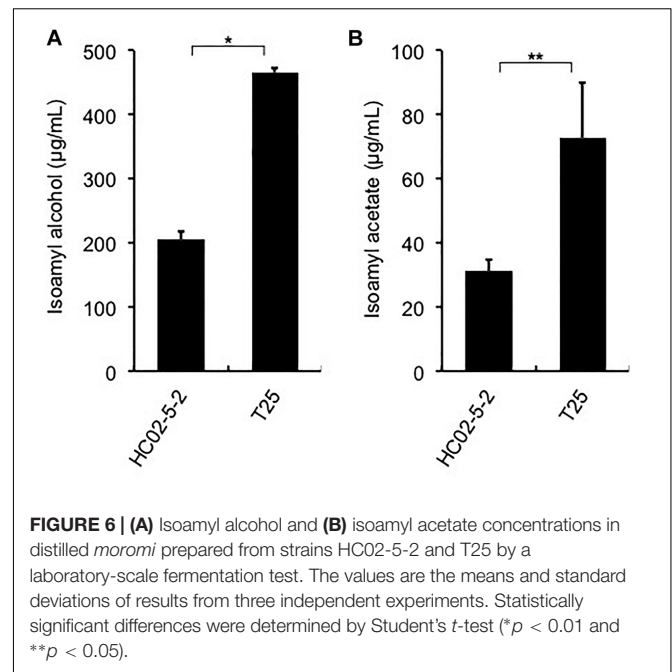 A
B
*
**
500
400
300
200
100
0
Isoamyl alcohol (µg/mL)
HC02-5-2
T25
100
80
60
40
20
0
Isoamyl acetate (µg/mL)
HC02-5-2
T25
FIGURE 6 | (A) Isoamyl alcohol and (B) isoamyl acetate concentrations in
distilled moromi prepared from strains HC02-5-2 and T25 by a
laboratory-scale fermentation test. The values are the means and standard
deviations of results from three independent experiments. Statistically
significant differences were determined by Student's t-test (*p < 0.01 and
**p < 0.05).